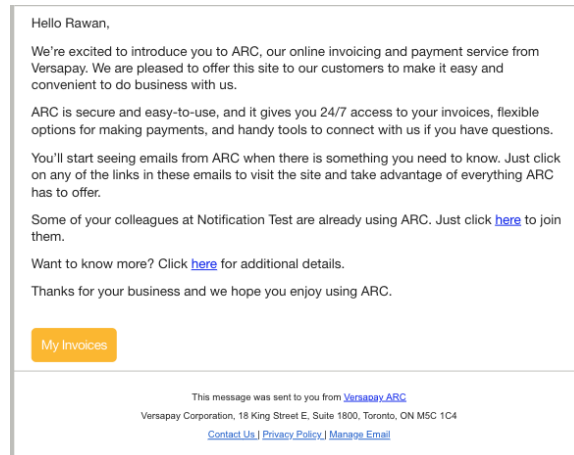 Hello Rawan,
We're excited to introduce you to ARC, our online invoicing and payment service from
Versapay. We are pleased to offer this site to our customers to make it easy and
convenient to do business with us.
ARC is secure and easy-to-use, and it gives you 24/7 access to your invoices, flexible
options for making payments, and handy tools to connect with us if you have questions.
You'll start seeing emails from ARC when there is something you need to know. Just click
on any of the links in these emails to visit the site and take advantage of everything ARC
has to offer.
Some of your colleagues at Notification Test are already using ARC. Just click here to join
them.
Want to know more? Click here for additional details.
Thanks for your business and we hope you enjoy using ARC.
My Invoices
This message was sent to you from Versapay ARC
Versapay Corporation, 18 King Street E, Suite 1800, Toronto, ON M5C 1C4
Contact Us | Privacy Policy | Manage Email